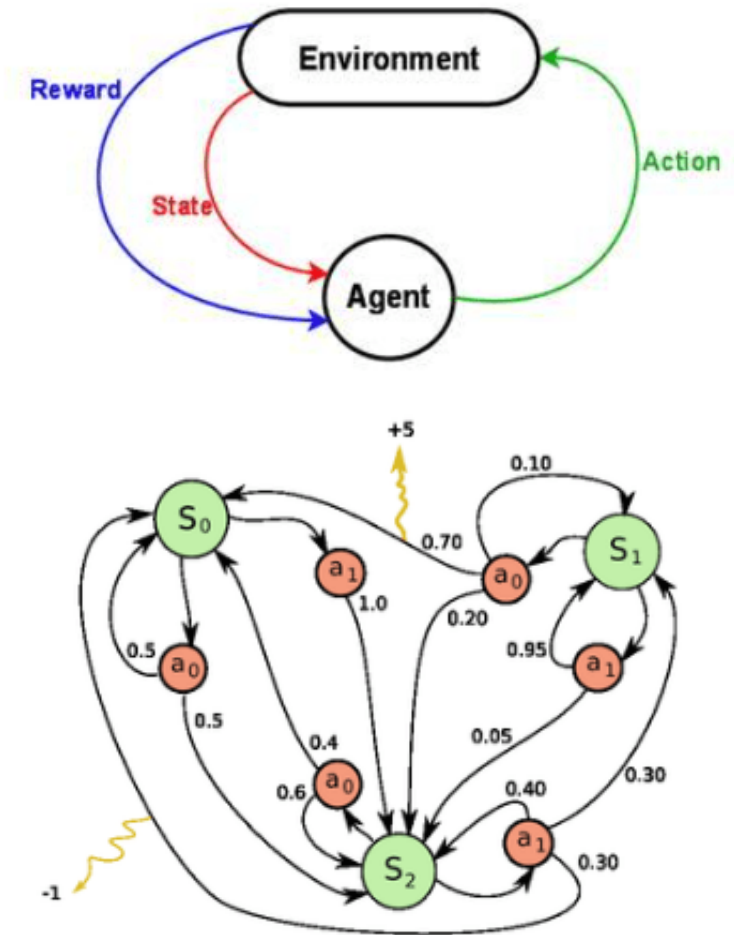 Environment
Reward
Action
State
Agent
+5
0.10
S₀
0.70
S₁
a₁
a₀
1.0
0.20
0.5
a₀
0.95
a₁
0.5
0.4
0.05
0.6
a₀
0.40
0.30
a₁
S₂
0.30
-1